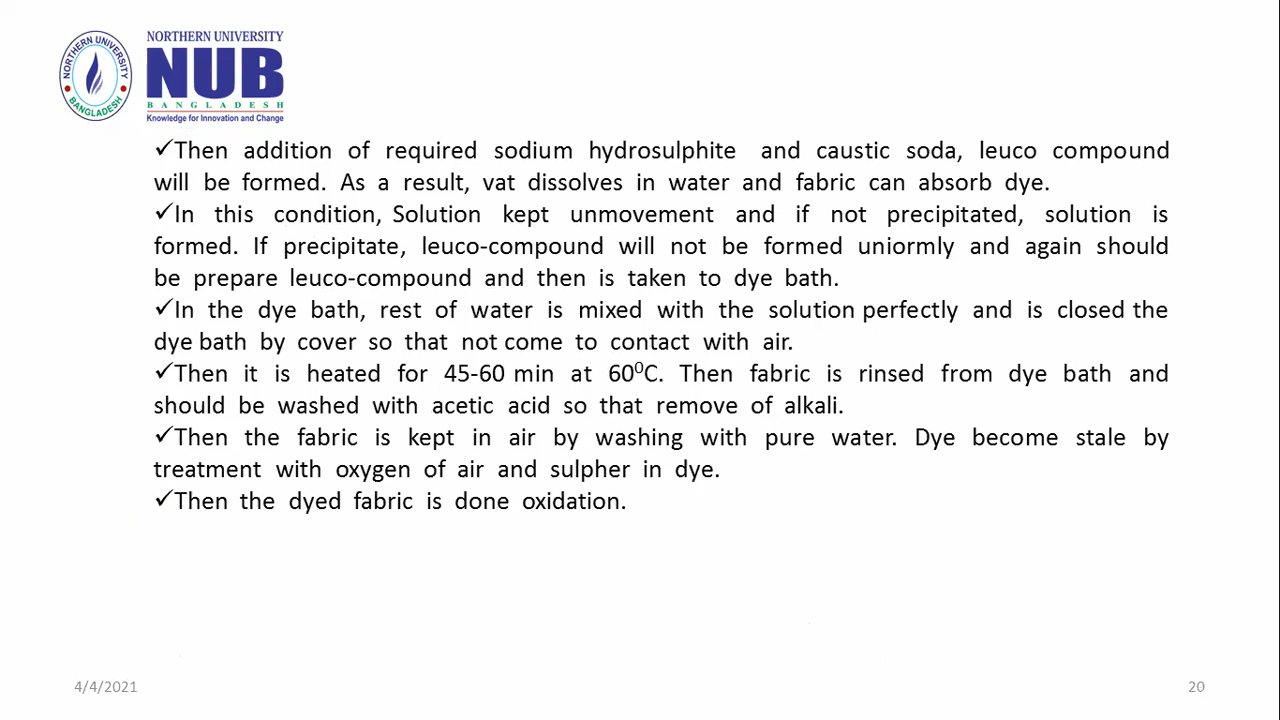 NORTHERN UNIVERSITY
BANGLADESH
NORTHERN UNIVERSITY
NUB
BANGLADESH
Knowledge for Innovation and Change
✓Then addition of required sodium hydrosulphite and caustic soda, leuco compound
will be formed. As a result, vat dissolves in water and fabric can absorb dye.
✓In this condition, Solution kept unmovement and if not precipitated, solution is
formed. If precipitate, leuco-compound will not be formed uniormly and again should
be prepare leuco-compound and then is taken to dye bath.
✓In the dye bath, rest of water is mixed with the solution perfectly and is closed the
dye bath by cover so that not come to contact with air.
✓Then it is heated for 45-60 min at 60⁰C. Then fabric is rinsed from dye bath and
should be washed with acetic acid so that remove of alkali.
✓Then the fabric is kept in air by washing with pure water. Dye become stale by
treatment with oxygen of air and sulpher in dye.
✓Then the dyed fabric is done oxidation.
4/4/2021
20